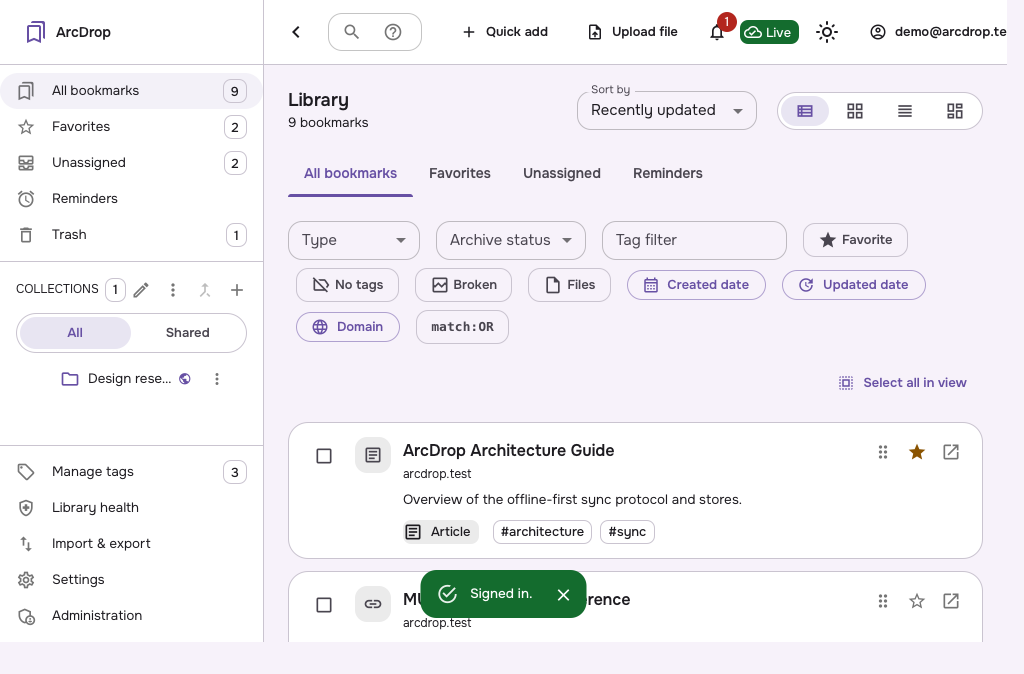 ArcDrop
All bookmarks 9
Favorites 2
Unassigned 2
Reminders
Trash 1
COLLECTIONS 1
All Shared
Design rese...
Manage tags 3
Library health
Import & export
Settings
Administration
Quick add Upload file 1 Live demo@arcdrop.te
Library
9 bookmarks
Sort by
Recently updated
All bookmarks Favorites Unassigned Reminders
Type Archive status Tag filter Favorite
No tags Broken Files Created date Updated date
Domain match:OR
Select all in view
ArcDrop Architecture Guide
arcdrop.test
Overview of the offline-first sync protocol and stores.
Article #architecture #sync
Signed in.
arcdrop.test